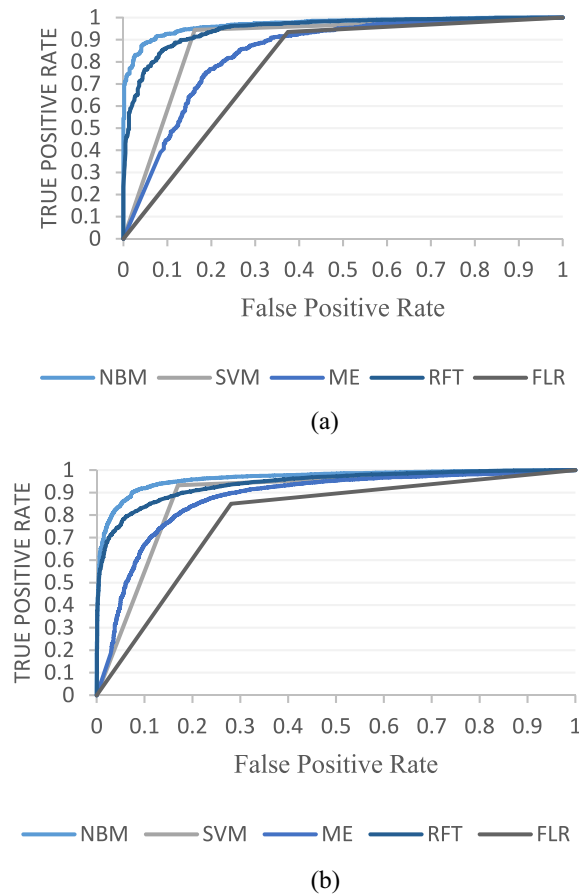 TRUE POSITIVE RATE
1
0.9
0.8
0.7
0.6
0.5
0.4
0.3
0.2
0.1
0
0 0.1 0.2 0.3 0.4 0.5 0.6 0.7 0.8 0.9 1
False Positive Rate
NBM SVM ME RFT FLR
(a)
TRUE POSITIVE RATE
1
0.9
0.8
0.7
0.6
0.5
0.4
0.3
0.2
0.1
0
0 0.1 0.2 0.3 0.4 0.5 0.6 0.7 0.8 0.9 1
False Positive Rate
NBM SVM ME RFT FLR
(b)